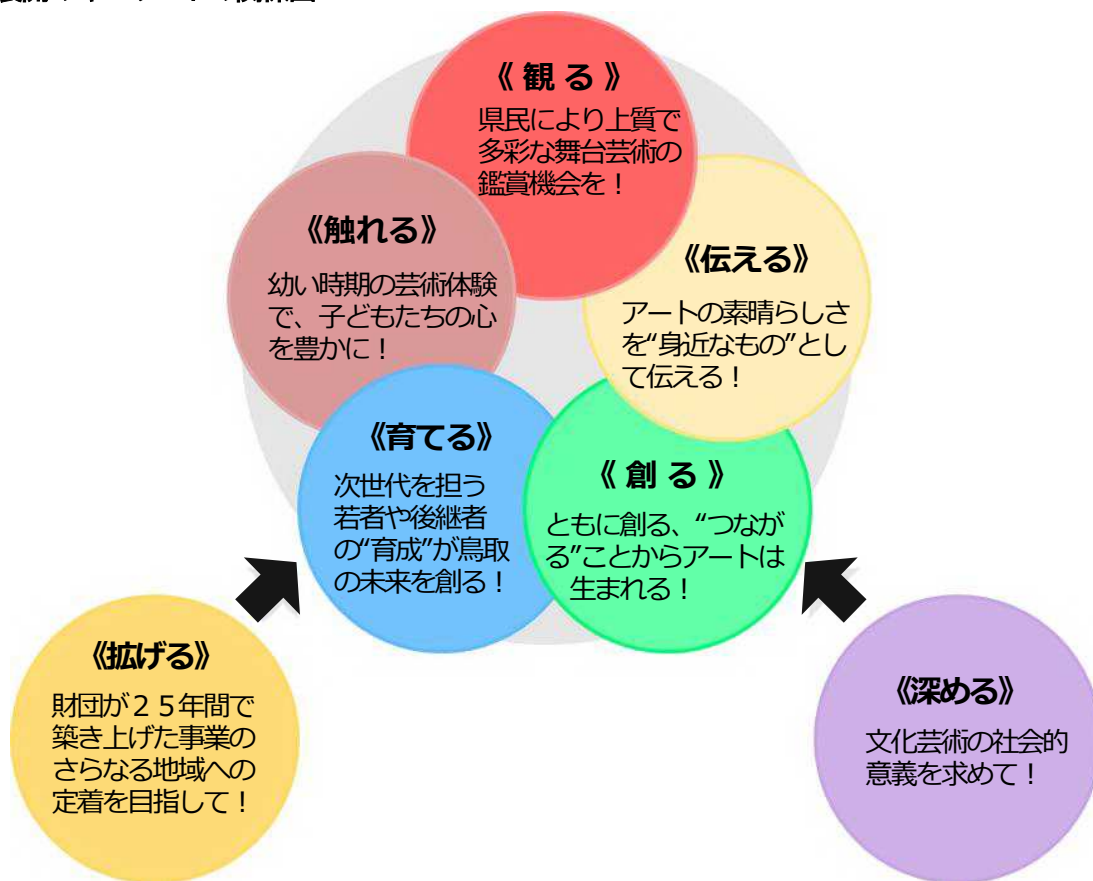 《 観 る 》
県民により上質で
多彩な舞台芸術の
鑑賞機会を！
《触れる》
幼い時期の芸術体験
で、子どもたちの心
を豊かに！
《伝える》
アートの素晴らしさ
を“身近なもの”とし
て伝える！
《育てる》
次世代を担う
若者や後継者
の“育成”が鳥取
の未来を創る！
《 創 る 》
ともに創る、“つなが
る”ことからアートは
生まれる！
《拡げる》
財団が２５年間で
築き上げた事業の
さらなる地域への
定着を目指して！
《深める》
文化芸術の社会的
意義を求めて！